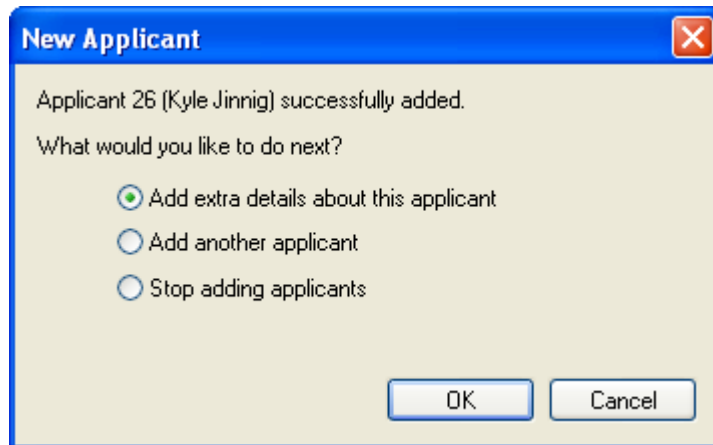 New Applicant
Applicant 26 (Kyle Jinnig) successfully added.
What would you like to do next?
Add extra details about this applicant
Add another applicant
Stop adding applicants
OK Cancel